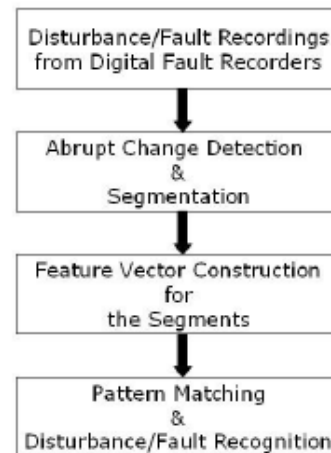 Disturbance/Fault Recordings
from Digital Fault Recorders
Abrupt Change Detection
&
Segmentation
Feature Vector Construction
for
the Segments
Pattern Matching
&
Disturbance/Fault Recognition